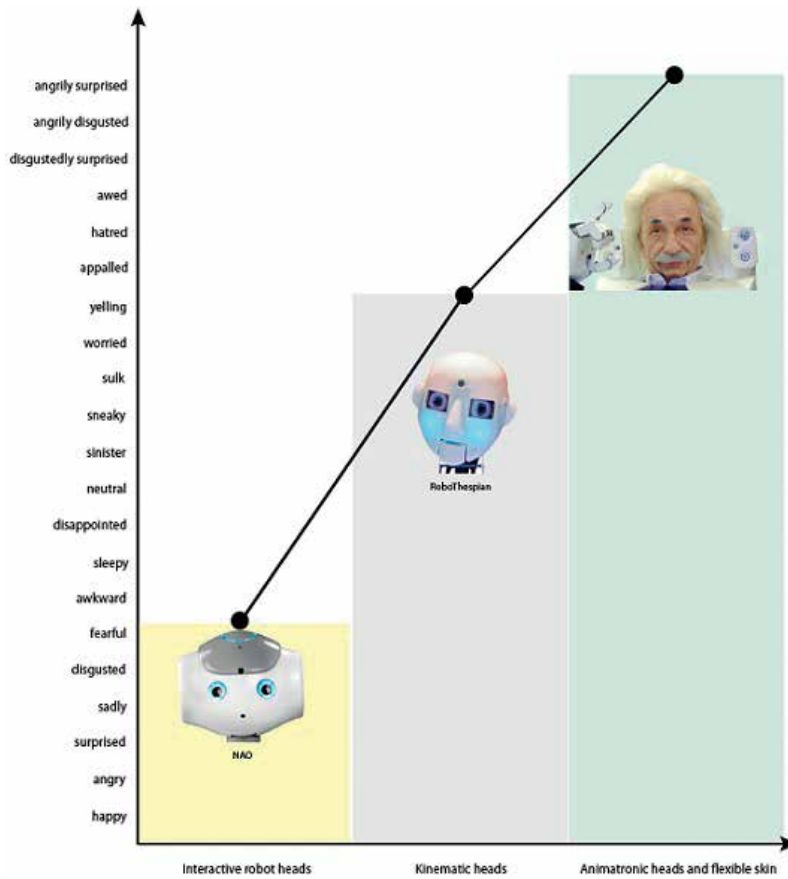 angrily surprised
angrily disgusted
disgustedly surprised
awed
hatred
appalled
yelling
worried
sulk
sneaky
sinister
RoboThespian
neutral
disappointed
sleepy
awkward
fearful
disgusted
sadly
surprised
NAO
angry
happy
Interactive robot heads
Kinematic heads
Animatronic heads and flexible skin